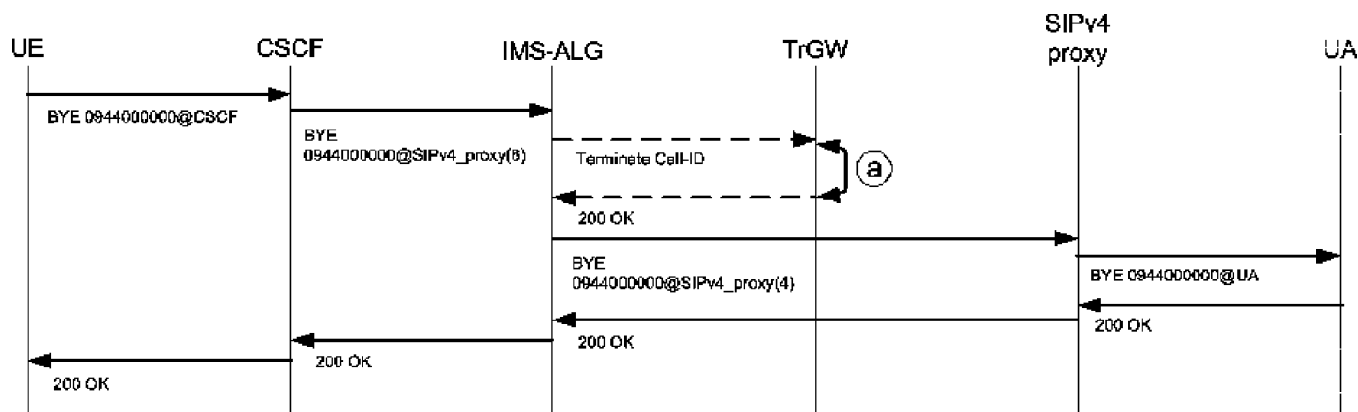 UE
CSCF
IMS-ALG
TrGW
SIPv4
proxy
UA
BYE 0944000000@CSCF
BYE
0944000000@SIPv4_proxy(6)
Terminate Call-ID
a
200 OK
BYE
0944000000@SIPv4_proxy(4)
BYE 0944000000@UA
200 OK
200 OK
200 OK
200 OK